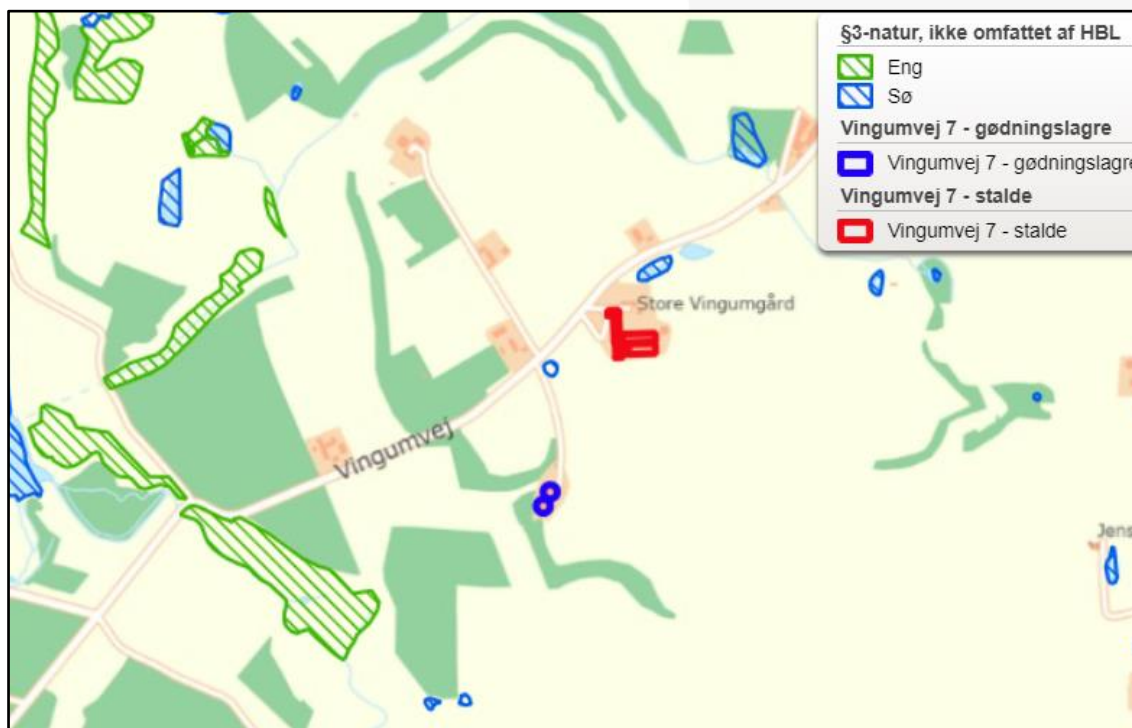 §3-natur, ikke omfattet af HBL
Eng
Sø
Vingumvej 7 - gødningslagre
Vingumvej 7 - gødningslagre
Vingumvej 7 - stalde
Vingumvej 7 - stalde
Store Vingumgård
Vingumvej
Jens